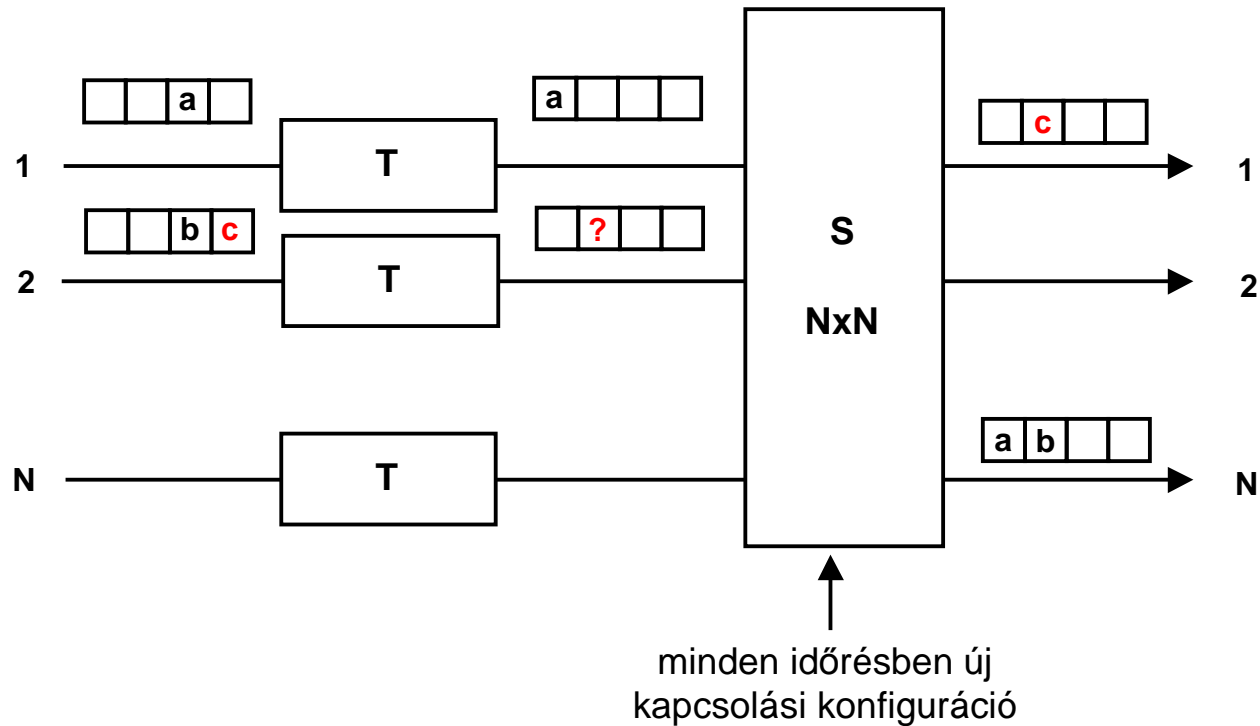 a
a
c
1
T
1
b c
?
S
2
T
2
NxN
a b
N
T
N
minden időrésben új
kapcsolási konfiguráció